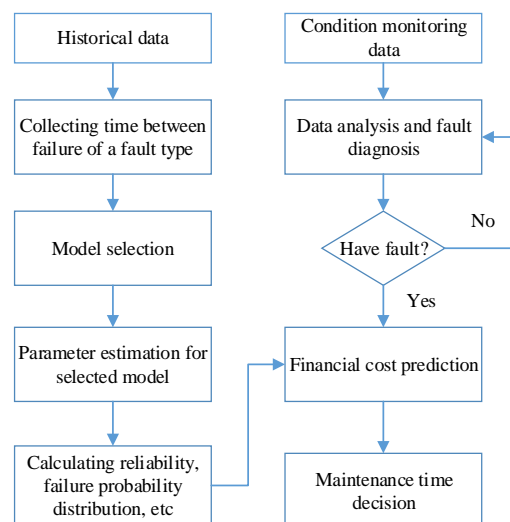 Historical data
Collecting time between
failure of a fault type
Model selection
Parameter estimation for
selected model
Calculating reliability,
failure probability
distribution, etc
Condition monitoring
data
Data analysis and fault
diagnosis
Have fault?
No
Yes
Financial cost prediction
Maintenance time
decision